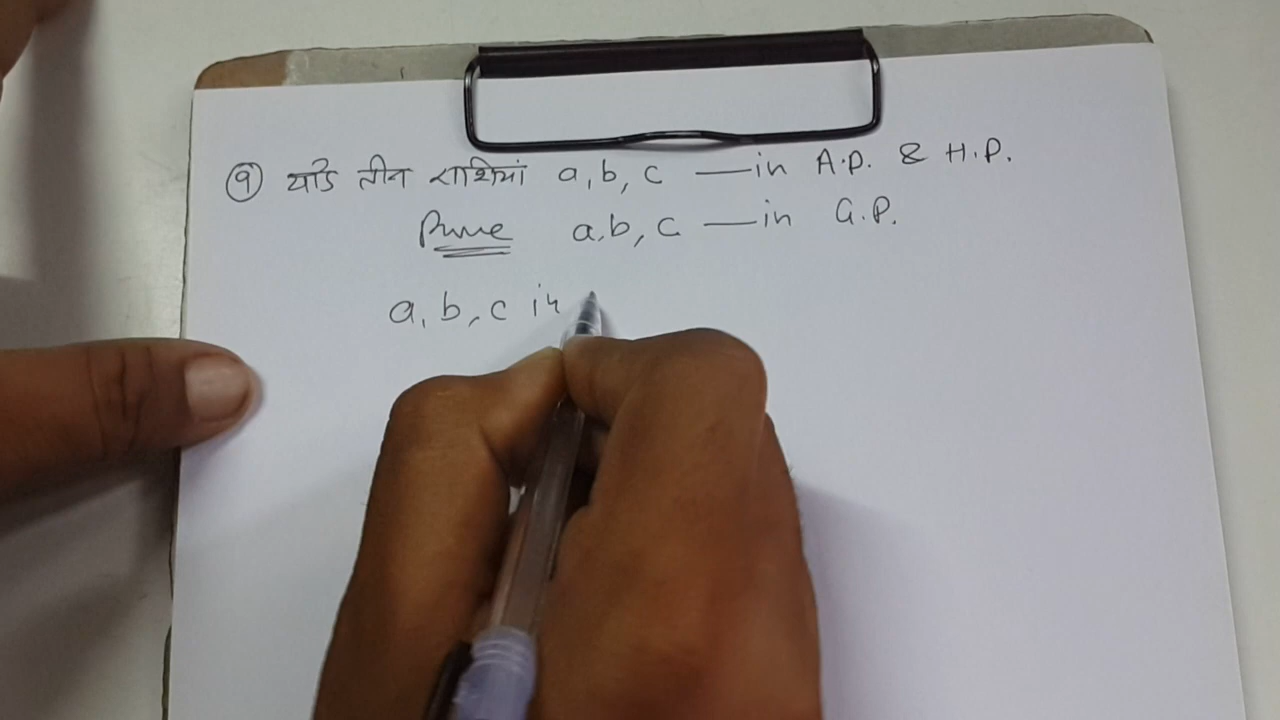 ⑨ यदि तीन राशियां a, b, c —in A.P. & H.P.
Prove a, b, c —in G.P.
a, b, c in